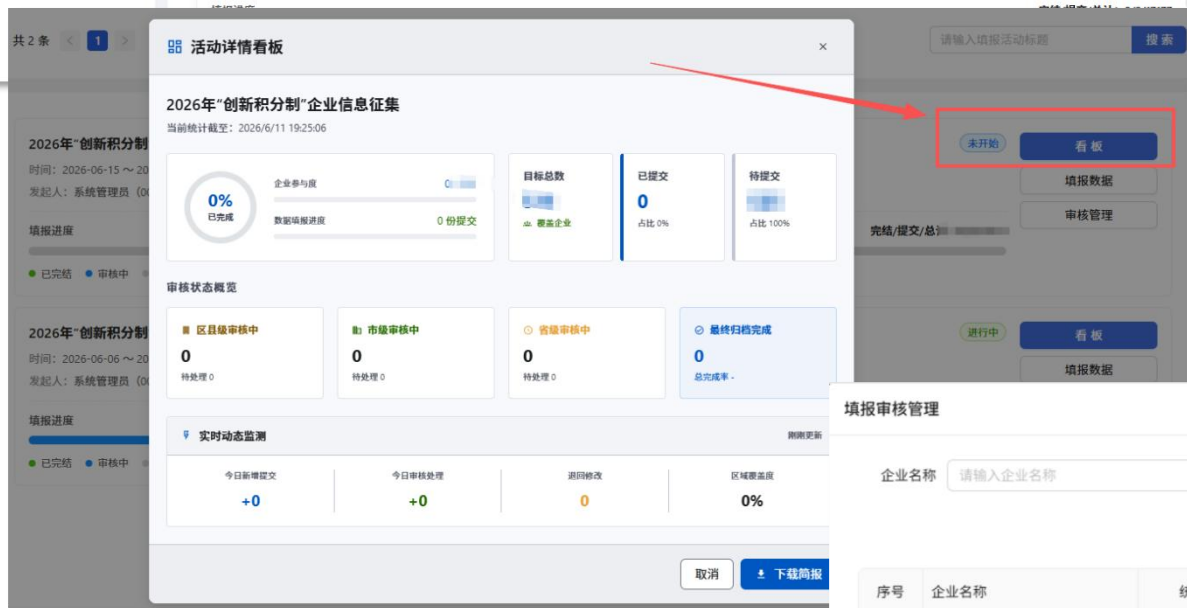 共 2 条 < 1 >
请输入填报活动标题 搜 索
活动详情看板 ×
2026年“创新积分制”企业信息征集
当前统计截至：2026/6/11 19:25:06
0%
已完成
企业参与度
数据填报进度 0 份提交
目标总数
覆盖企业
已提交
0
占比 0%
待提交
占比 100%
审核状态概览
区县级审核中
0
待处理 0
市级审核中
0
待处理 0
省级审核中
0
待处理 0
最终归档完成
0
总完成率 -
实时动态监测 刚刚更新
今日新增提交
+0
今日审核处理
+0
退回修改
0
区域覆盖度
0%
取消 下载简报
2026年“创新积分制
时间：2026-06-15 ～ 20
发起人：系统管理员（00
填报进度
已完结 审核中
未开始 看 板
填报数据
审核管理
完结/提交/总
2026年“创新积分制
时间：2026-06-06 ～ 20
发起人：系统管理员（00
填报进度
已完结 审核中
进行中 看 板
填报数据
填报审核管理
企业名称 请输入企业名称
序号 企业名称